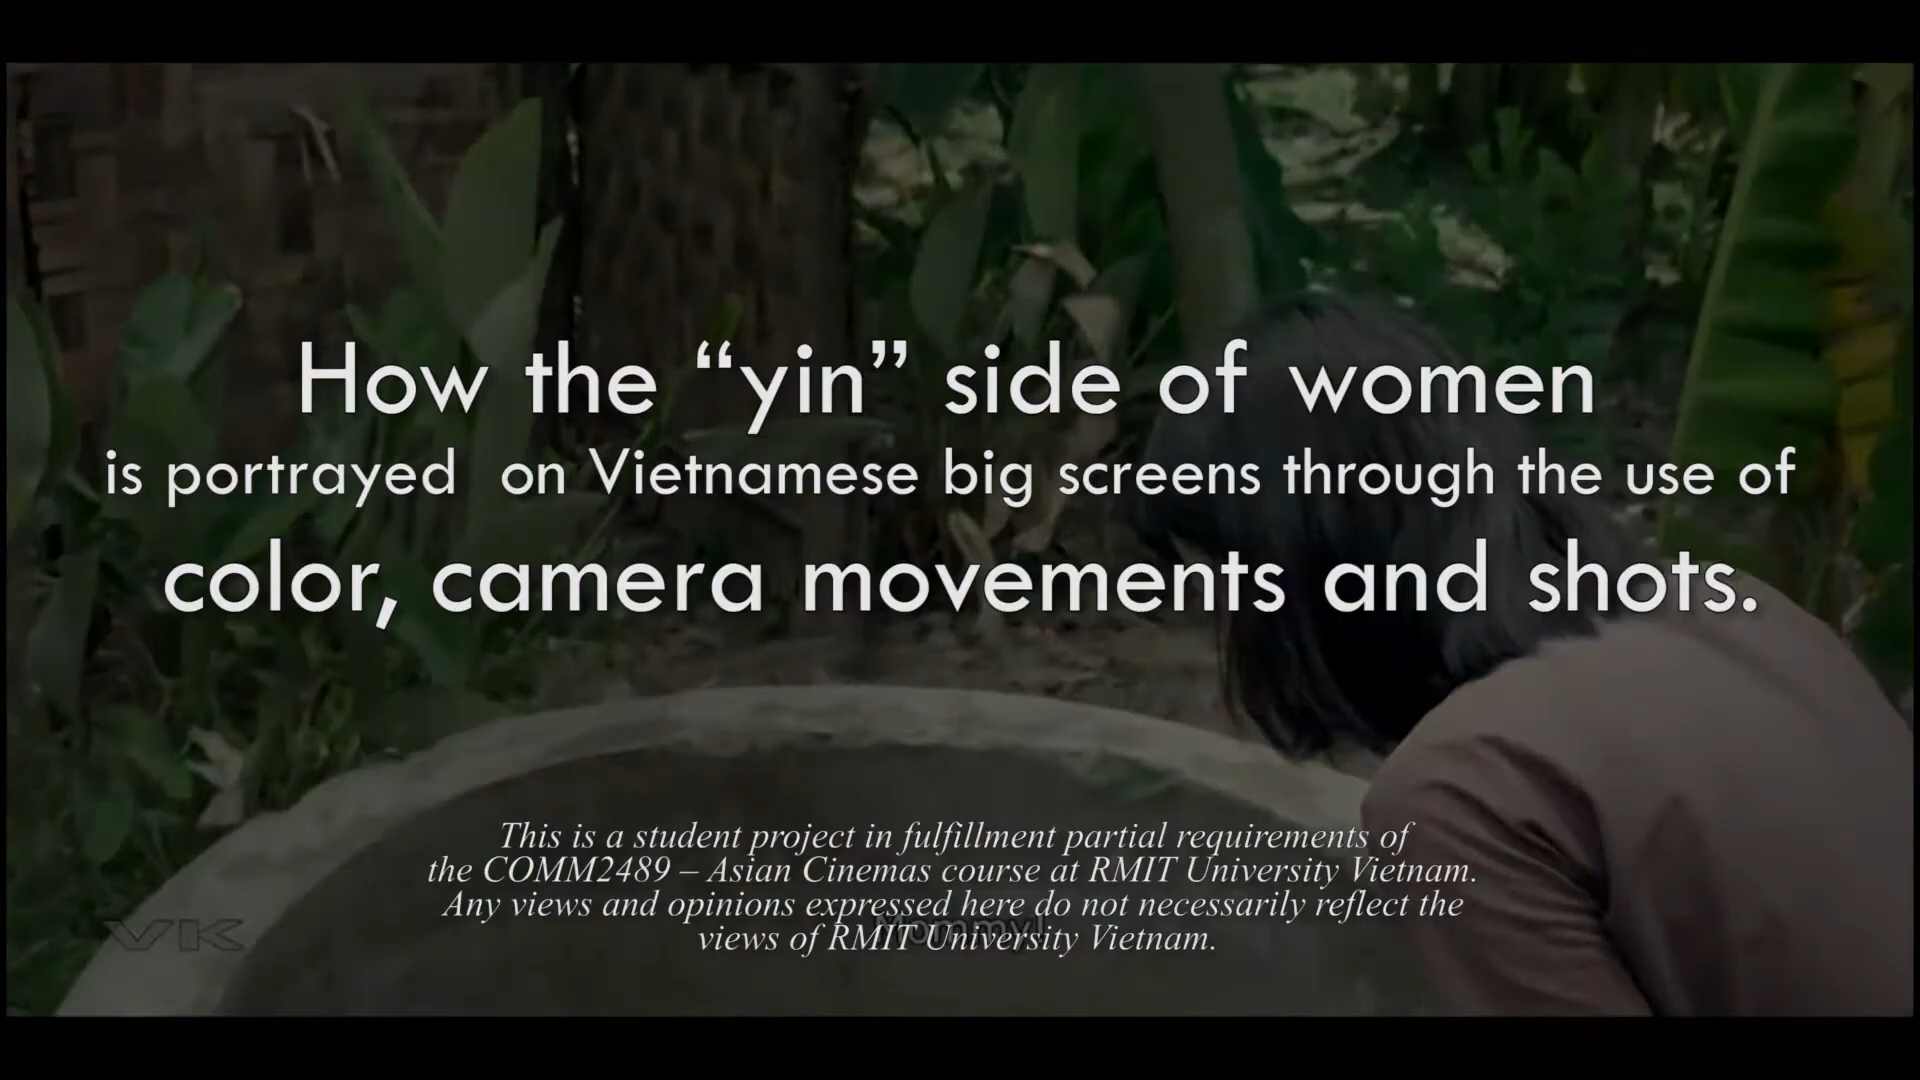 How the “yin” side of women
is portrayed on Vietnamese big screens through the use of
color, camera movements and shots.
This is a student project in fulfillment partial requirements of
the COMM2489 – Asian Cinemas course at RMIT University Vietnam.
Any views and opinions expressed here do not necessarily reflect the
views of RMIT University Vietnam.
Mommy!
VK